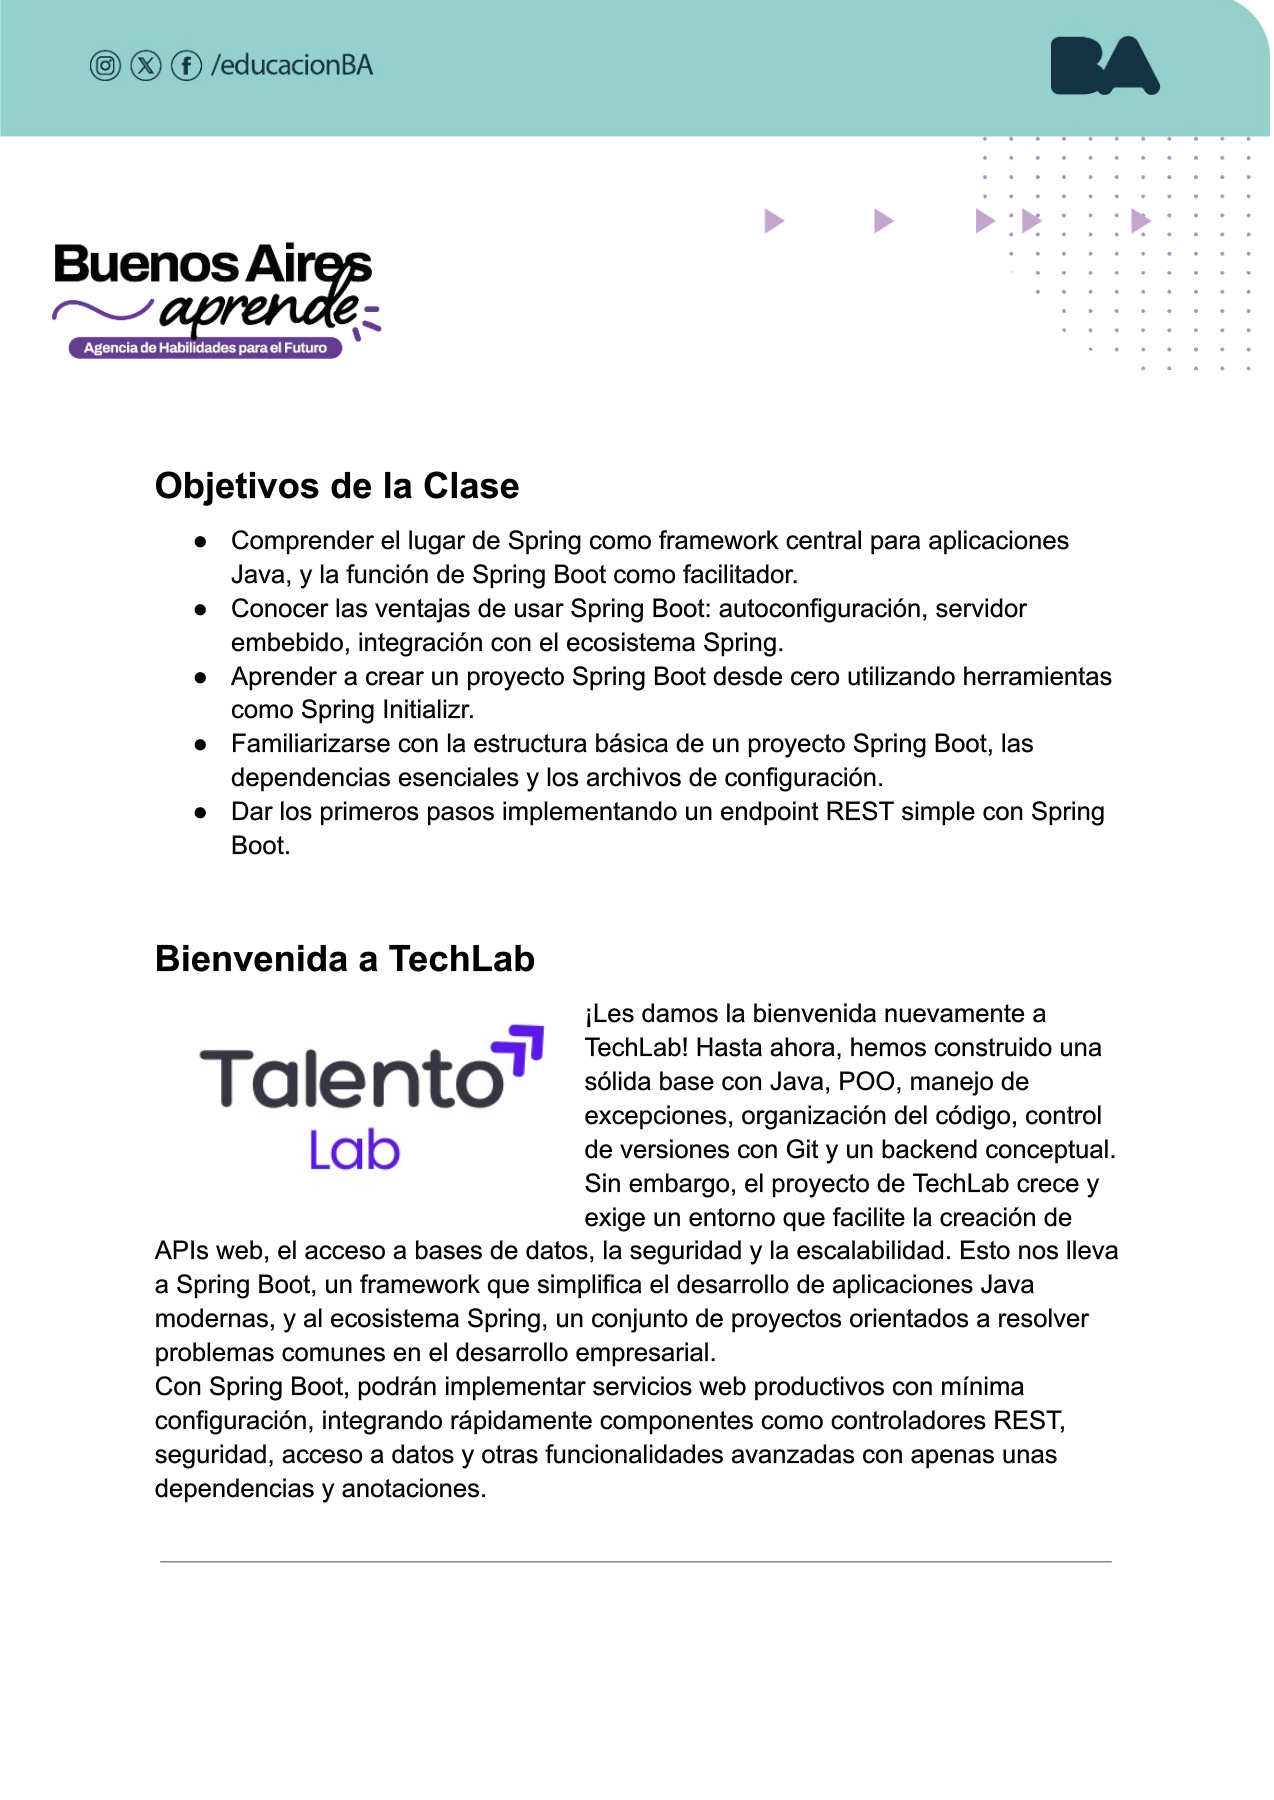 /educacionBA
BA
Buenos Aires
aprende
Agencia de Habilidades para el Futuro
Objetivos de la Clase
● Comprender el lugar de Spring como framework central para aplicaciones
Java, y la función de Spring Boot como facilitador.
● Conocer las ventajas de usar Spring Boot: autoconfiguración, servidor
embebido, integración con el ecosistema Spring.
● Aprender a crear un proyecto Spring Boot desde cero utilizando herramientas
como Spring Initializr.
● Familiarizarse con la estructura básica de un proyecto Spring Boot, las
dependencias esenciales y los archivos de configuración.
● Dar los primeros pasos implementando un endpoint REST simple con Spring
Boot.
Bienvenida a TechLab
Talento
Lab
¡Les damos la bienvenida nuevamente a
TechLab! Hasta ahora, hemos construido una
sólida base con Java, POO, manejo de
excepciones, organización del código, control
de versiones con Git y un backend conceptual.
Sin embargo, el proyecto de TechLab crece y
exige un entorno que facilite la creación de
APIs web, el acceso a bases de datos, la seguridad y la escalabilidad. Esto nos lleva
a Spring Boot, un framework que simplifica el desarrollo de aplicaciones Java
modernas, y al ecosistema Spring, un conjunto de proyectos orientados a resolver
problemas comunes en el desarrollo empresarial.
Con Spring Boot, podrán implementar servicios web productivos con mínima
configuración, integrando rápidamente componentes como controladores REST,
seguridad, acceso a datos y otras funcionalidades avanzadas con apenas unas
dependencias y anotaciones.